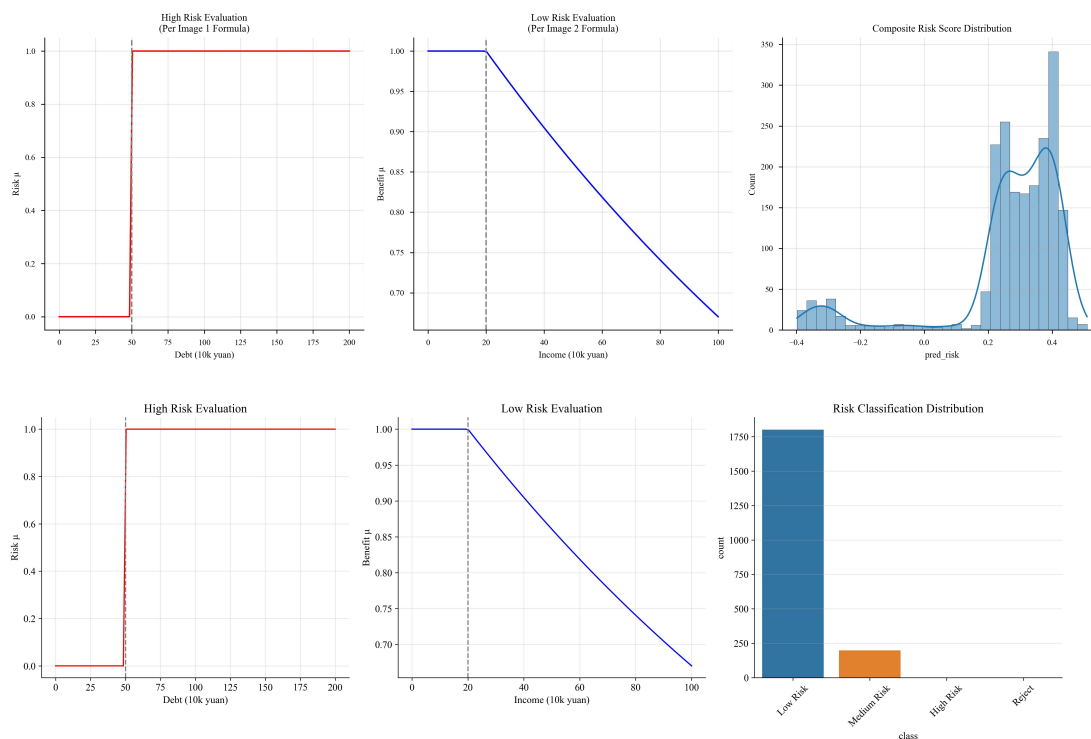 High Risk Evaluation
(Per Image 1 Formula)
Risk μ
1.0
0.8
0.6
0.4
0.2
0.0
0 25 50 75 100 125 150 175 200
Debt (10k yuan)
Low Risk Evaluation
(Per Image 2 Formula)
Benefit μ
1.00
0.95
0.90
0.85
0.80
0.75
0.70
0 20 40 60 80 100
Income (10k yuan)
Composite Risk Score Distribution
Count
350
300
250
200
150
100
50
0
−0.4 −0.2 0.0 0.2 0.4
pred_risk
High Risk Evaluation
Risk μ
1.0
0.8
0.6
0.4
0.2
0.0
0 25 50 75 100 125 150 175 200
Debt (10k yuan)
Low Risk Evaluation
Benefit μ
1.00
0.95
0.90
0.85
0.80
0.75
0.70
0 20 40 60 80 100
Income (10k yuan)
Risk Classification Distribution
count
1750
1500
1250
1000
750
500
250
0
Low Risk Medium Risk High Risk Reject
class